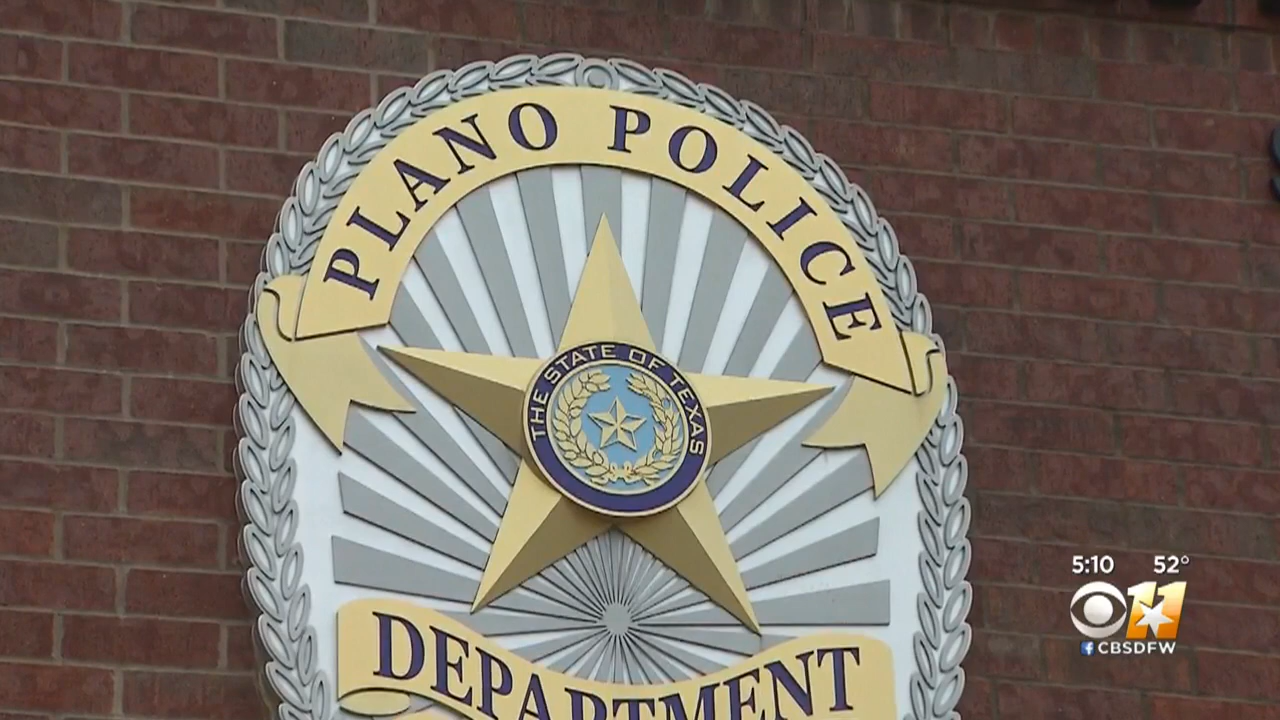 PLANO POLICE
THE STATE OF TEXAS
DEPARTMENT
5:10 52°
11
CBSDFW